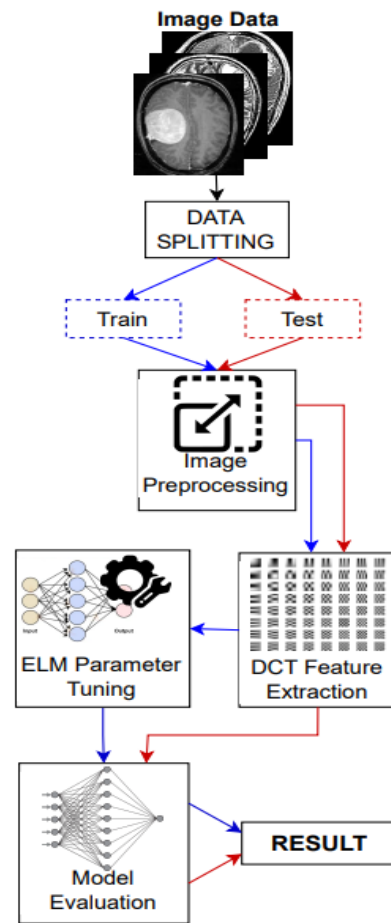 Image Data
DATA
SPLITTING
Train
Test
Image
Preprocessing
Input
Output
ELM Parameter
Tuning
DCT Feature
Extraction
Model
Evaluation
RESULT